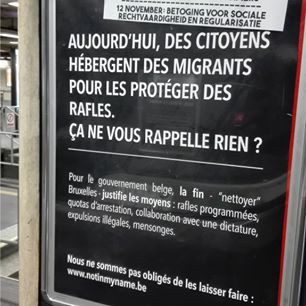 12 NOVEMBER: BETOGING VOOR SOCIALE
RECHTVAARDIGHEID EN REGULARISATIE
AUJOURD'HUI, DES CITOYENS
HÉBERGENT DES MIGRANTS
POUR LES PROTÉGER DES
RAFLES.
ÇA NE VOUS RAPPELLE RIEN ?
Pour le gouvernement belge, la fin - "nettoyer"
Bruxelles - justifie les moyens : rafles programmées,
quotas d'arrestation, collaboration avec une dictature,
expulsions illégales, mensonges.
Nous ne sommes pas obligés de les laisser faire :
www.notinmyname.be